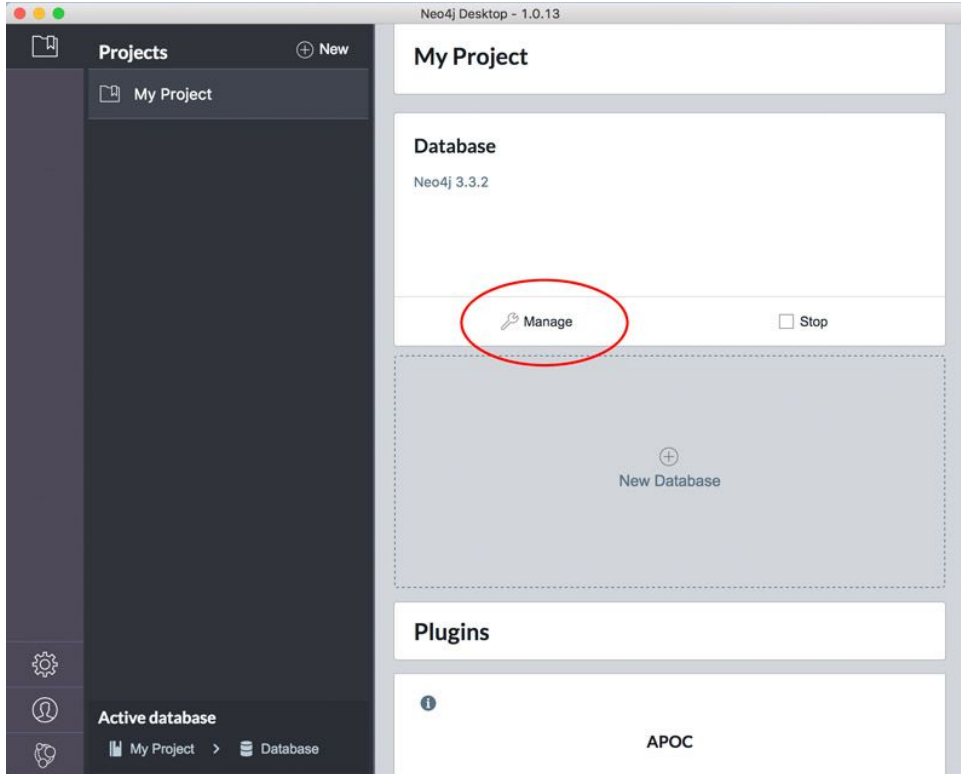 Neo4j Desktop - 1.0.13
Projects
New
My Project
Active database
My Project > Database
My Project
Database
Neo4j 3.3.2
Manage
Stop
New Database
Plugins
APOC